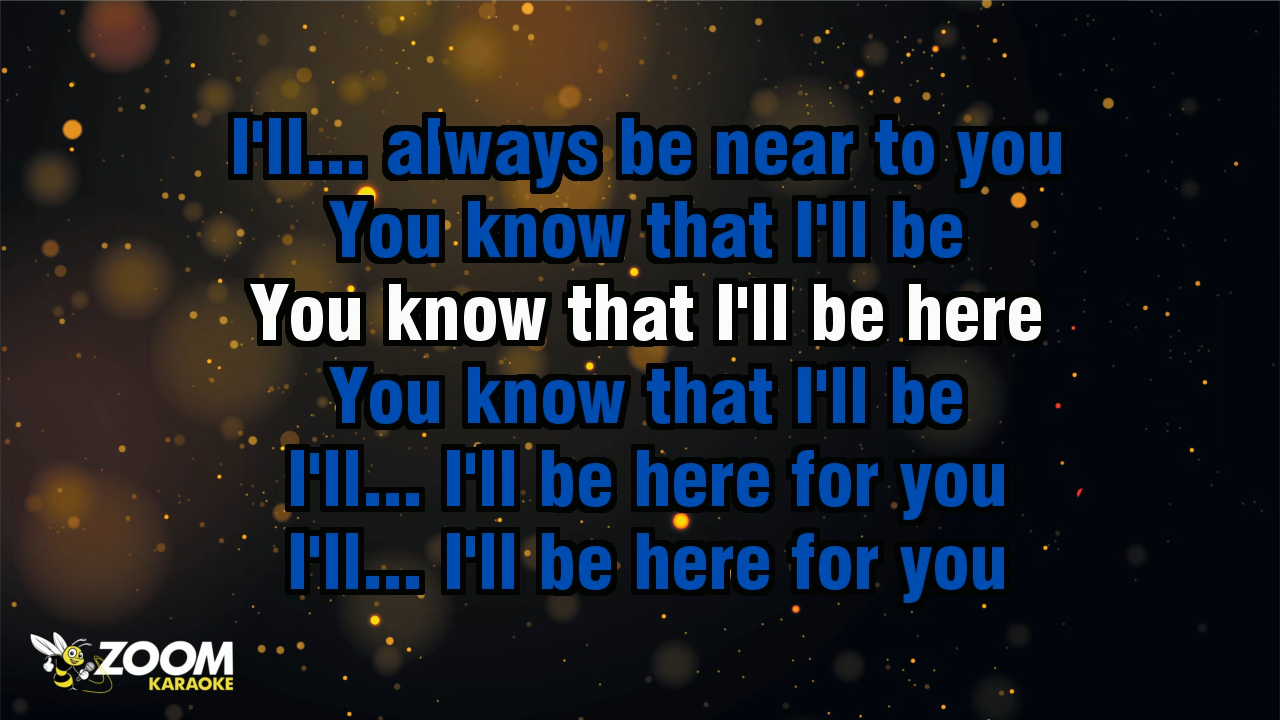 I'll... always be near to you
You know that I'll be
You know that I'll be here
You know that I'll be
I'll... I'll be here for you
I'll... I'll be here for you
ZOOM
KARAOKE